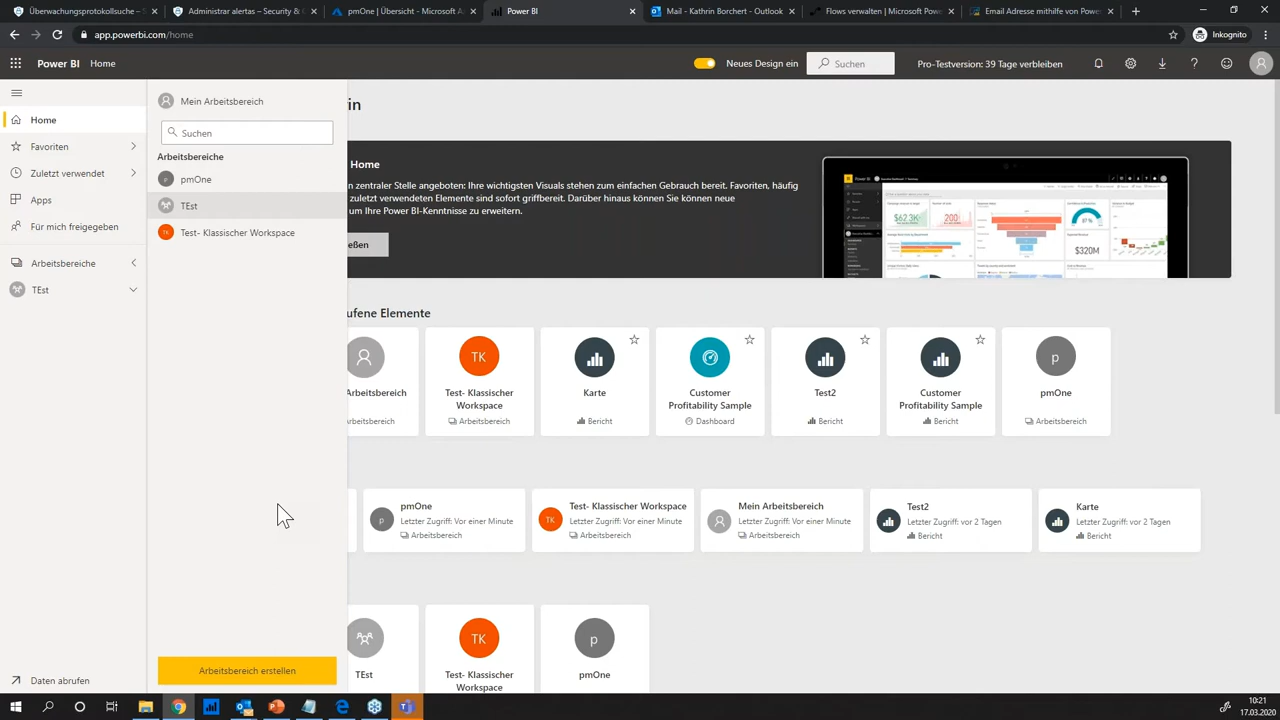 Überwachungsprotokollsuche – S
Administrar alertas – Security & C
pmOne | Übersicht - Microsoft A
Power BI
Mail - Kathrin Borchert - Outlook
Flows verwalten | Microsoft Powe
Email Adresse mithilfe von Power
app.powerbi.com/home
Inkognito
Power BI
Home
Neues Design ein
Suchen
Pro-Testversion: 39 Tage verbleiben
Home
Favoriten
Zuletzt verwendet
Apps
Für mich freigegeben
Arbeitsbereiche
TEst
Daten abrufen
Mein Arbeitsbereich
Suchen
Arbeitsbereiche
p pmOne
TK Test- Klassischer Workspace
Arbeitsbereich erstellen
in
Home
n zentraler Stelle angeboten: Ihre wichtigsten Visuals stehen zum einfachen Gebrauch bereit. Favoriten, häufig
zuletzt verwendeten Elemente sind sofort griffbereit. Darüber hinaus können Sie können neue
um Ihre Power BI-Kenntnisse zu erweitern.
eßen
$62.3K
200
$320M
ufene Elemente
Arbeitsbereich
Arbeitsbereich
TK
Test- Klassischer
Workspace
Arbeitsbereich
Karte
Bericht
Customer
Profitability Sample
Dashboard
Test2
Bericht
Customer
Profitability Sample
Bericht
p
pmOne
Arbeitsbereich
p
pmOne
Letzter Zugriff: Vor einer Minute
Arbeitsbereich
TK
Test- Klassischer Workspace
Letzter Zugriff: Vor einer Minute
Arbeitsbereich
Mein Arbeitsbereich
Letzter Zugriff: Vor einer Minute
Arbeitsbereich
Test2
Letzter Zugriff: vor 2 Tagen
Bericht
Karte
Letzter Zugriff: vor 2 Tagen
Bericht
TEst
TK
Test- Klassischer
Workspace
p
pmOne
10:21
17.03.2020